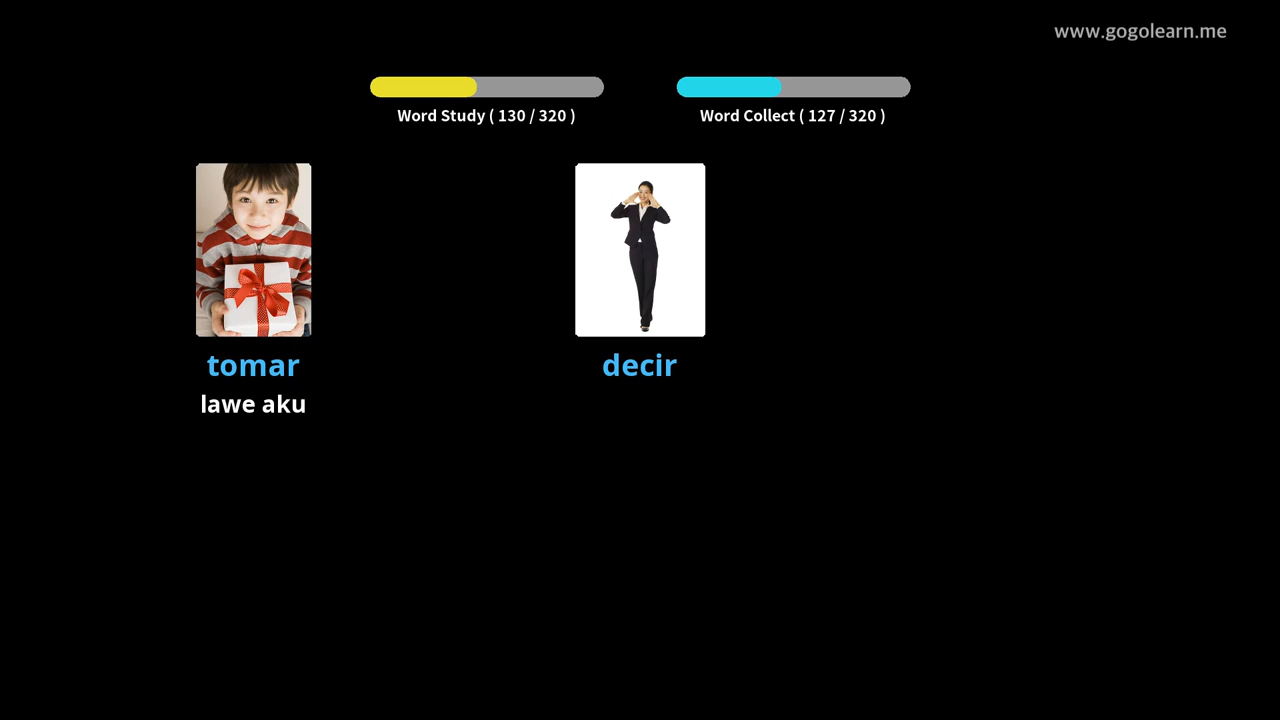 www.gogolearn.me
Word Study ( 130 / 320 )
Word Collect ( 127 / 320 )
tomar
decir
lawe aku